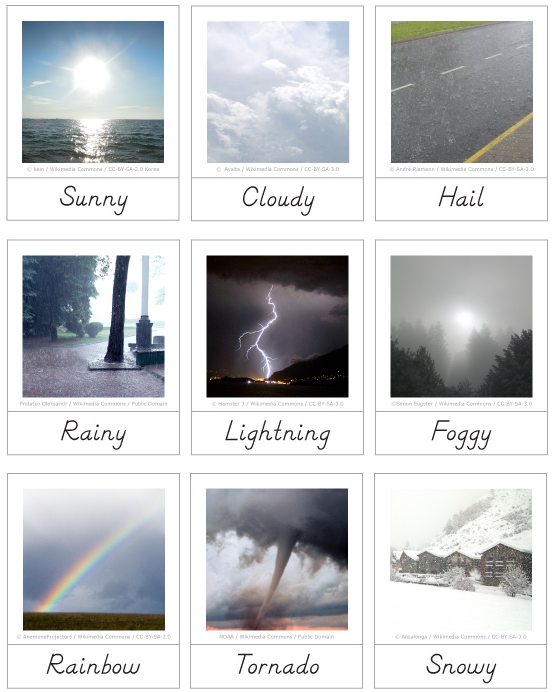 © kein / Wikimedia Commons / CC-BY-SA-2.0 Korea
Sunny
© Ayaita / Wikimedia Commons / CC-BY-SA-3.0
Cloudy
© André Riemann / Wikimedia Commons / CC-BY-SA-3.0
Hail
Pridatko Oleksandr / Wikimedia Commons / Public Domain
Rainy
© Hamster 3 / Wikimedia Commons / CC-BY-SA-3.0
Lightning
©Simon Eugster / Wikimedia Commons / CC-BY-SA-3.0
Foggy
© AnemoneProjectors / Wikimedia Commons / CC-BY-SA-2.0
Rainbow
NOAA / Wikimedia Commons / Public Domain
Tornado
/ Wikimedia Commons / CC-BY-SA-3.0
Snowy